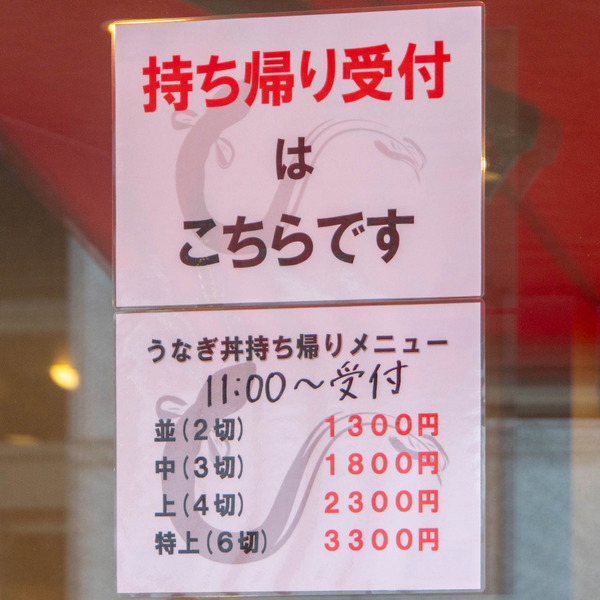 持ち帰り受付
は
こちらです
うなぎ丼持ち帰りメニュー
11:00～受付
並(2切) 1300円
中(3切) 1800円
上(4切) 2300円
特上(6切) 3300円